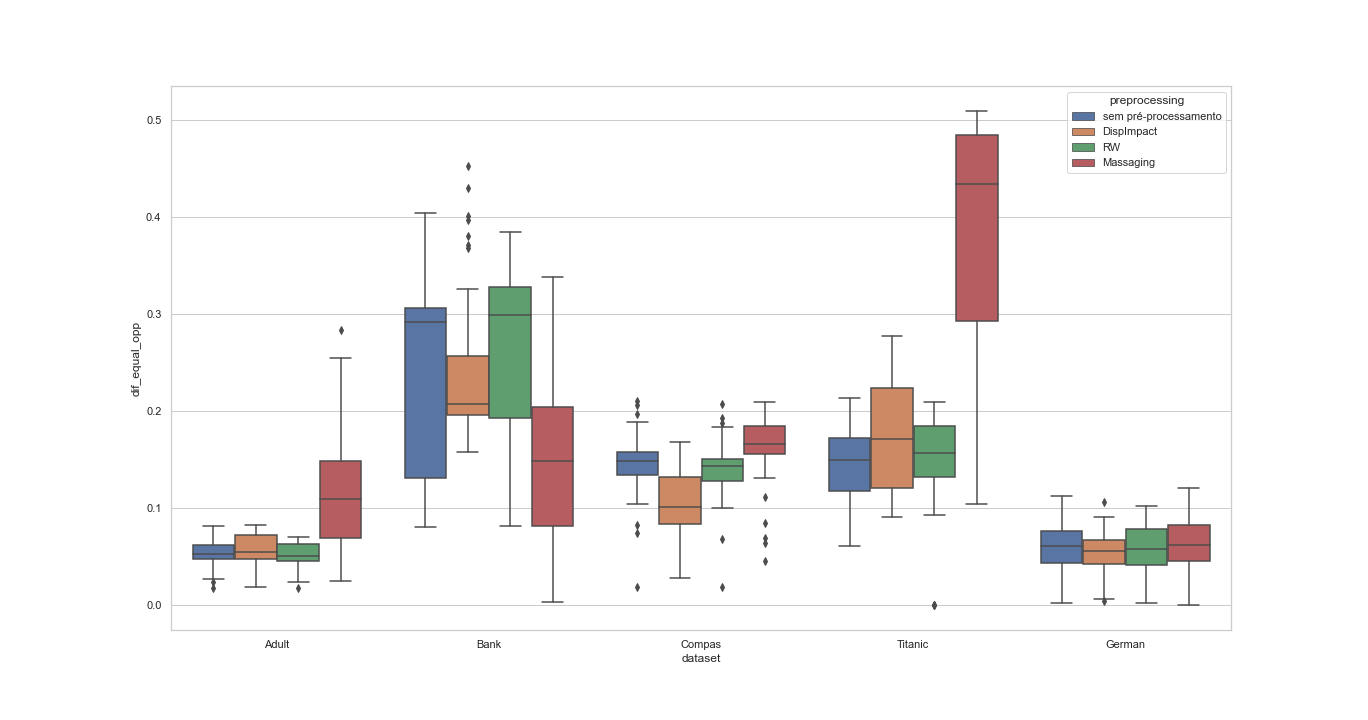 preprocessing
sem pré-processamento
DispImpact
RW
Massaging
0.5
0.4
0.3
0.2
0.1
0.0
dif_equal_opp
Adult
Bank
Compas
Titanic
German
dataset